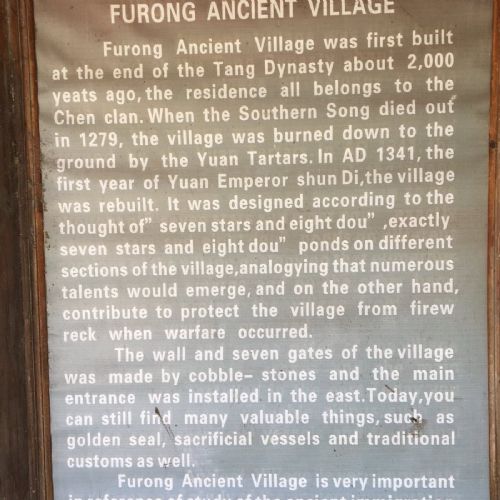 FURONG ANCIENT VILLAGE
Furong Ancient Village was first built
at the end of the Tang Dynasty about 2,000
yeats ago, the residence all belongs to the
Chen clan. When the Southern Song died out
in 1279, the village was burned down to the
ground by the Yuan Tartars. In AD 1341, the
first year of Yuan Emperor shun Di,the village
was rebuilt. It was designed according to the
thought of" seven stars and eight dou" ,exactly
seven stars and eight dou" ponds on different
sections of the village,analogying that numerous
talents would emerge, and on the other hand,
contribute to protect the village from firew
reck when warfare occurred.
The wall and seven gates of the village
was made by cobble- stones and the main
entrance was installed in the east.Today,you
can still find many valuable things, such as
golden seal, sacrificial vessels and traditional
customs as well.
Furong Ancient Village is very important
in reference of study of the ancient immigration